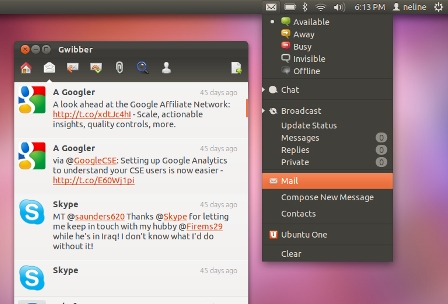 6:13 PM neline
Gwibber
A Googler 45 days ago
A look ahead at the Google Affiliate Network:
http://t.co/xdtJc4hI - Scale, actionable
insights, quality controls, more.
A Googler 45 days ago
via @GoogleCSE: Setting up Google Analytics
to understand your CSE users is now easier -
http://t.co/E60Wj1pi
Skype 45 days ago
MT @saunders620 Thanks @Skype for letting
me keep in touch with my hubby @Firems29
while he's in Iraq! I don't know what I'd do
without it!
Skype 45 days ago
Available
Away
Busy
Invisible
Offline
Chat
Broadcast
Update Status
Messages 0
Replies 0
Private 0
Mail
Compose New Message
Contacts
Ubuntu One
Clear